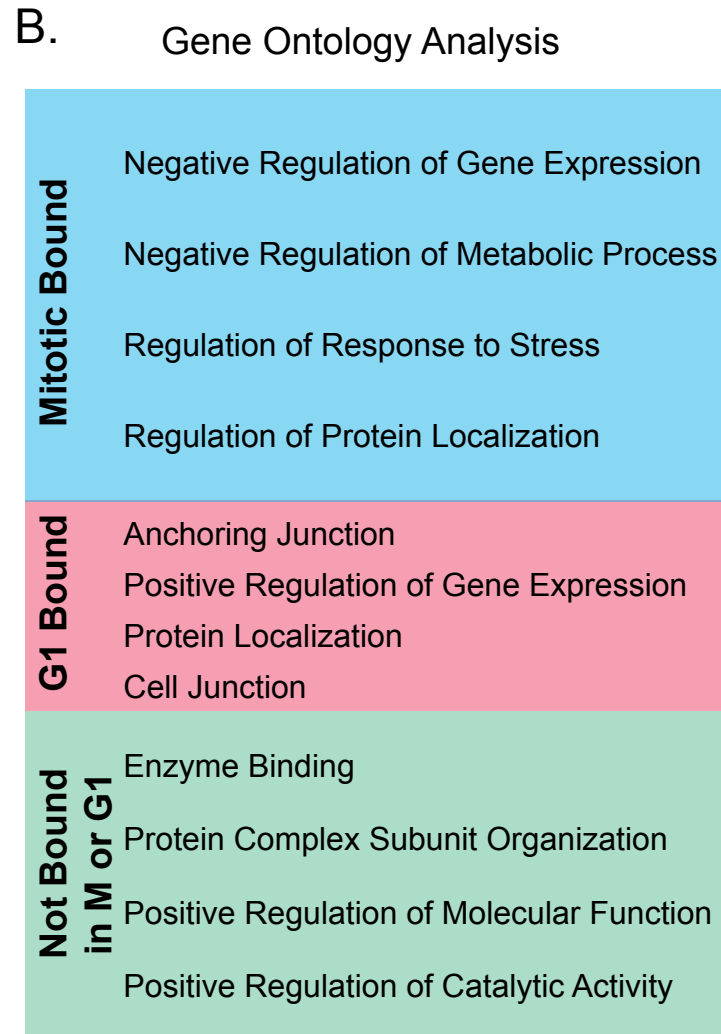 B.
Gene Ontology Analysis
Mitotic Bound
Negative Regulation of Gene Expression
Negative Regulation of Metabolic Process
Regulation of Response to Stress
Regulation of Protein Localization
G1 Bound
Anchoring Junction
Positive Regulation of Gene Expression
Protein Localization
Cell Junction
Not Bound
in M or G1
Enzyme Binding
Protein Complex Subunit Organization
Positive Regulation of Molecular Function
Positive Regulation of Catalytic Activity